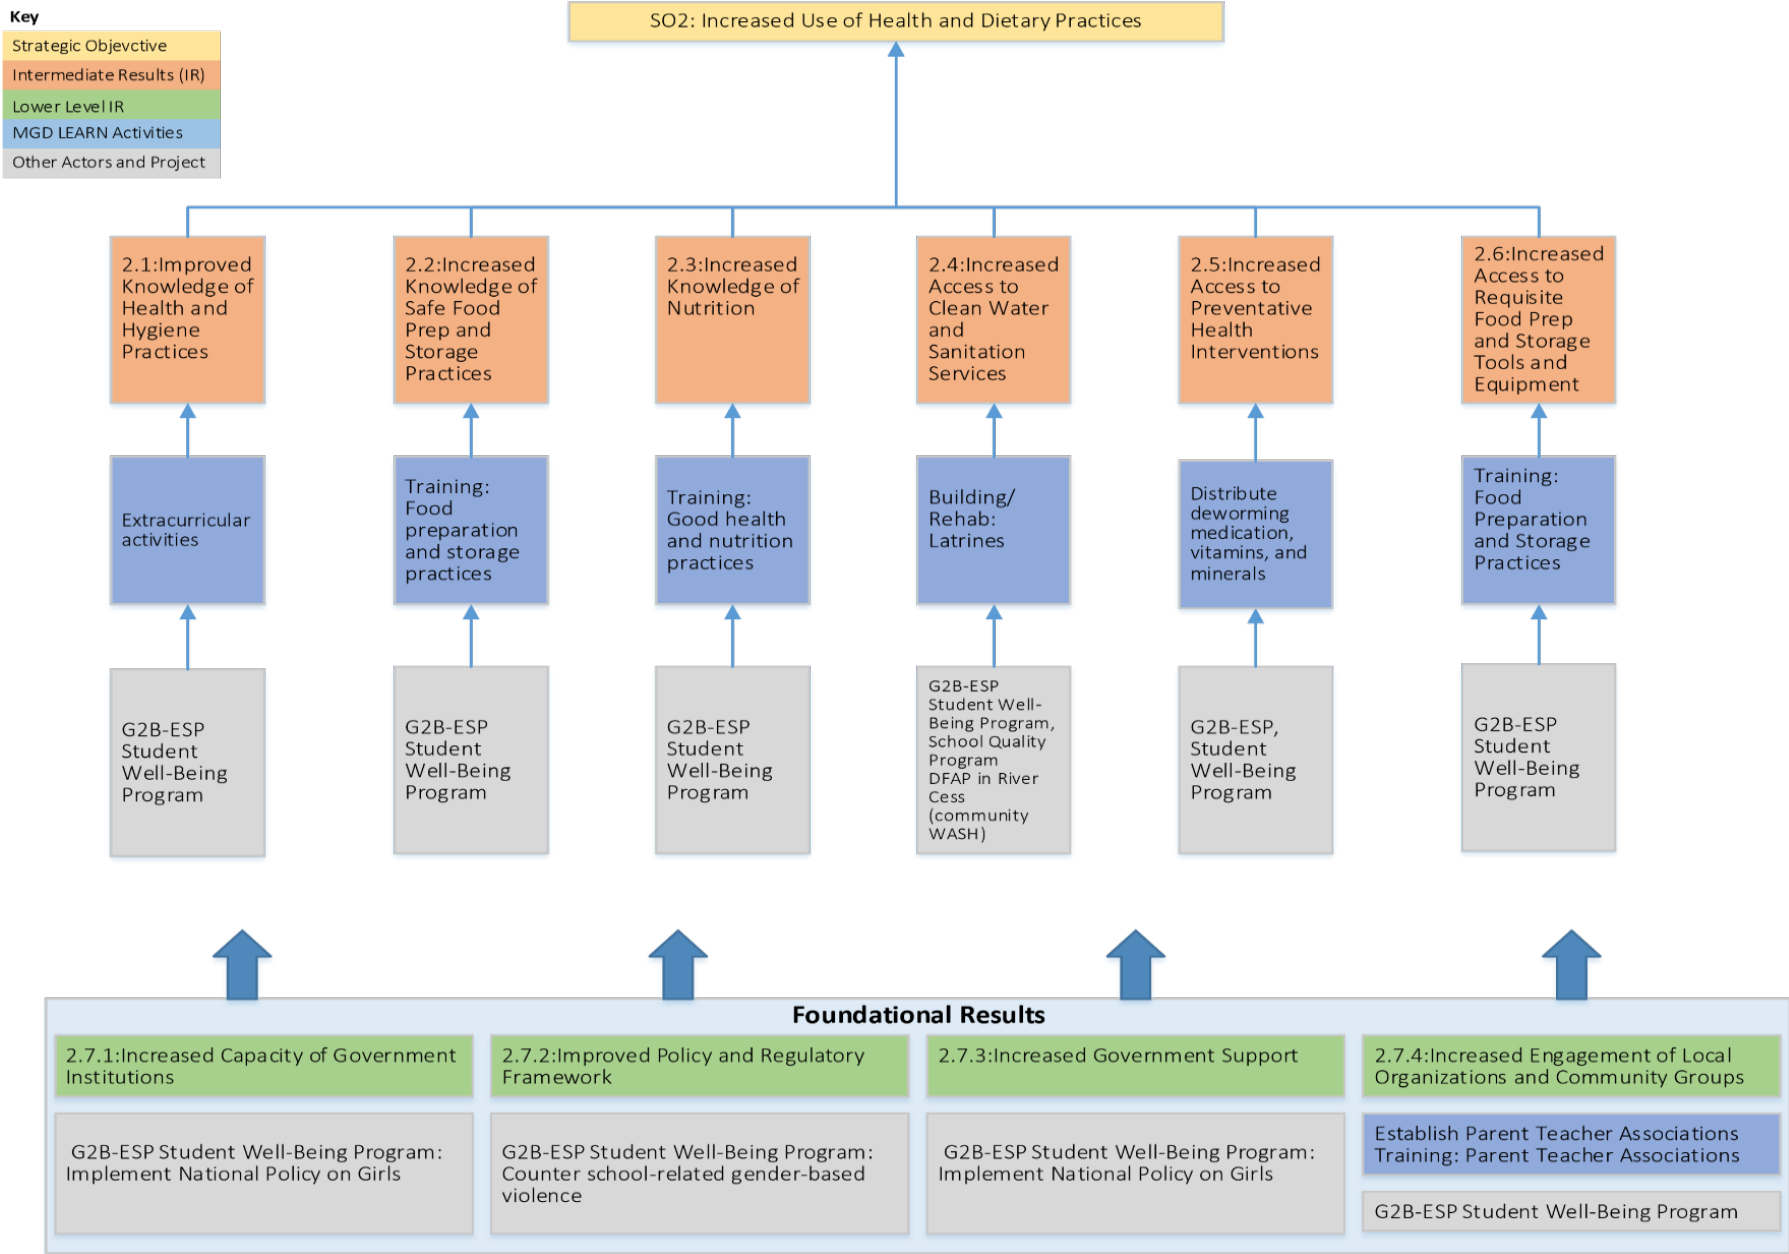 Key
Strategic Objevctive
Intermediate Results (IR)
Lower Level IR
MGD LEARN Activities
Other Actors and Project
SO2: Increased Use of Health and Dietary Practices
2.1:Improved
Knowledge of
Health and
Hygiene
Practices
2.2:Increased
Knowledge of
Safe Food
Prep and
Storage
Practices
2.3:Increased
Knowledge of
Nutrition
2.4:Increased
Access to
Clean Water
and
Sanitation
Services
2.5:Increased
Access to
Preventative
Health
Interventions
2.6:Increased
Access to
Requisite
Food Prep
and Storage
Tools and
Equipment
Extracurricular
activities
Training:
Food
preparation
and storage
practices
Training:
Good health
and nutrition
practices
Building/
Rehab:
Latrines
Distribute
deworming
medication,
vitamins, and
minerals
Training:
Food
Preparation
and Storage
Practices
G2B-ESP
Student
Well-Being
Program
G2B-ESP
Student
Well-Being
Program
G2B-ESP
Student
Well-Being
Program
G2B-ESP
Student Well-
Being Program,
School Quality
Program
DFAP in River
Cess
(community
WASH)
G2B-ESP,
Student
Well-Being
Program
G2B-ESP
Student
Well-Being
Program
Foundational Results
2.7.1:Increased Capacity of Government
Institutions
2.7.2:Improved Policy and Regulatory
Framework
2.7.3:Increased Government Support
2.7.4:Increased Engagement of Local
Organizations and Community Groups
G2B-ESP Student Well-Being Program:
Implement National Policy on Girls
G2B-ESP Student Well-Being Program:
Counter school-related gender-based
violence
G2B-ESP Student Well-Being Program:
Implement National Policy on Girls
Establish Parent Teacher Associations
Training: Parent Teacher Associations
G2B-ESP Student Well-Being Program